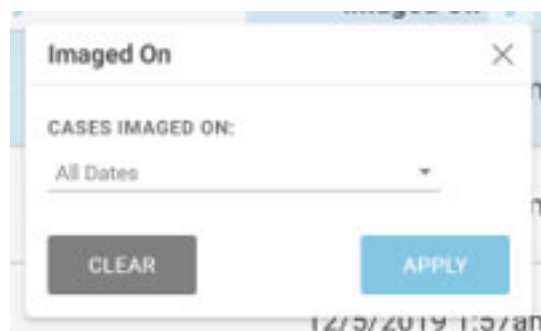 Imaged On
CASES IMAGED ON:
All Dates
CLEAR
APPLY
12/5/2019 1:57am